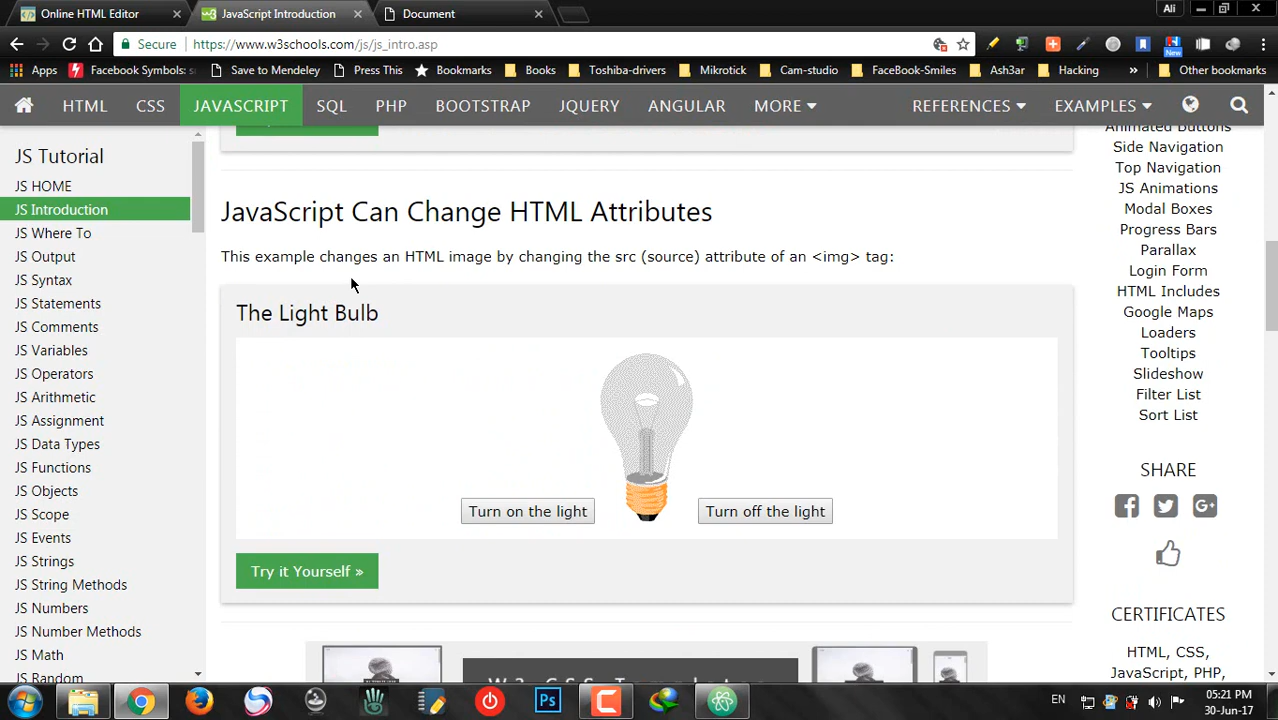 Online HTML Editor
JavaScript Introduction
Document
Ali
Secure
https://www.w3schools.com/js/js_intro.asp
New
Apps
Facebook Symbols: s
Save to Mendeley
Press This
Bookmarks
Books
Toshiba-drivers
Mikrotick
Cam-studio
FaceBook-Smiles
Ash3ar
Hacking
»
Other bookmarks
HTML
CSS
JAVASCRIPT
SQL
PHP
BOOTSTRAP
JQUERY
ANGULAR
MORE
REFERENCES
EXAMPLES
JS Tutorial
JS HOME
JS Introduction
JS Where To
JS Output
JS Syntax
JS Statements
JS Comments
JS Variables
JS Operators
JS Arithmetic
JS Assignment
JS Data Types
JS Functions
JS Objects
JS Scope
JS Events
JS Strings
JS String Methods
JS Numbers
JS Number Methods
JS Math
JS Random
JavaScript Can Change HTML Attributes
This example changes an HTML image by changing the src (source) attribute of an <img> tag:
The Light Bulb
Turn on the light
Turn off the light
Try it Yourself »
Animated Buttons
Side Navigation
Top Navigation
JS Animations
Modal Boxes
Progress Bars
Parallax
Login Form
HTML Includes
Google Maps
Loaders
Tooltips
Slideshow
Filter List
Sort List
SHARE
CERTIFICATES
HTML, CSS,
JavaScript, PHP,
Ps
EN
05:21 PM
30-Jun-17